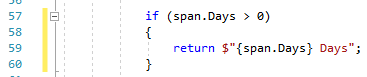 57 if (span.Days > 0)
58 {
59 return $"{span.Days} Days";
60 }